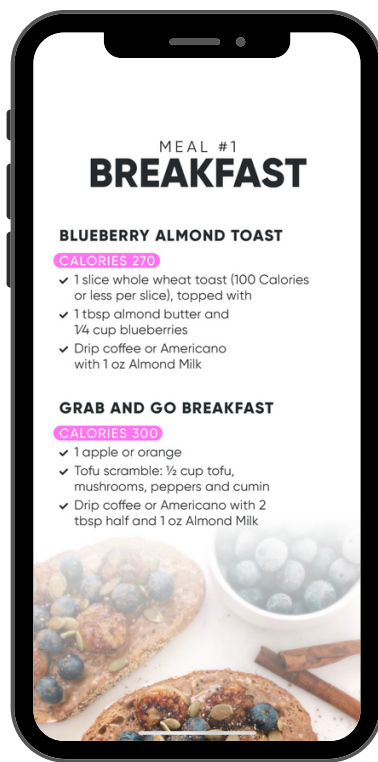 MEAL #1
BREAKFAST
BLUEBERRY ALMOND TOAST
CALORIES 270
✓ 1 slice whole wheat toast (100 Calories
or less per slice), topped with
✓ 1 tbsp almond butter and
1/4 cup blueberries
✓ Drip coffee or Americano
with 1 oz Almond Milk
GRAB AND GO BREAKFAST
CALORIES 300
✓ 1 apple or orange
✓ Tofu scramble: ½ cup tofu,
mushrooms, peppers and cumin
✓ Drip coffee or Americano with 2
tbsp half and 1 oz Almond Milk